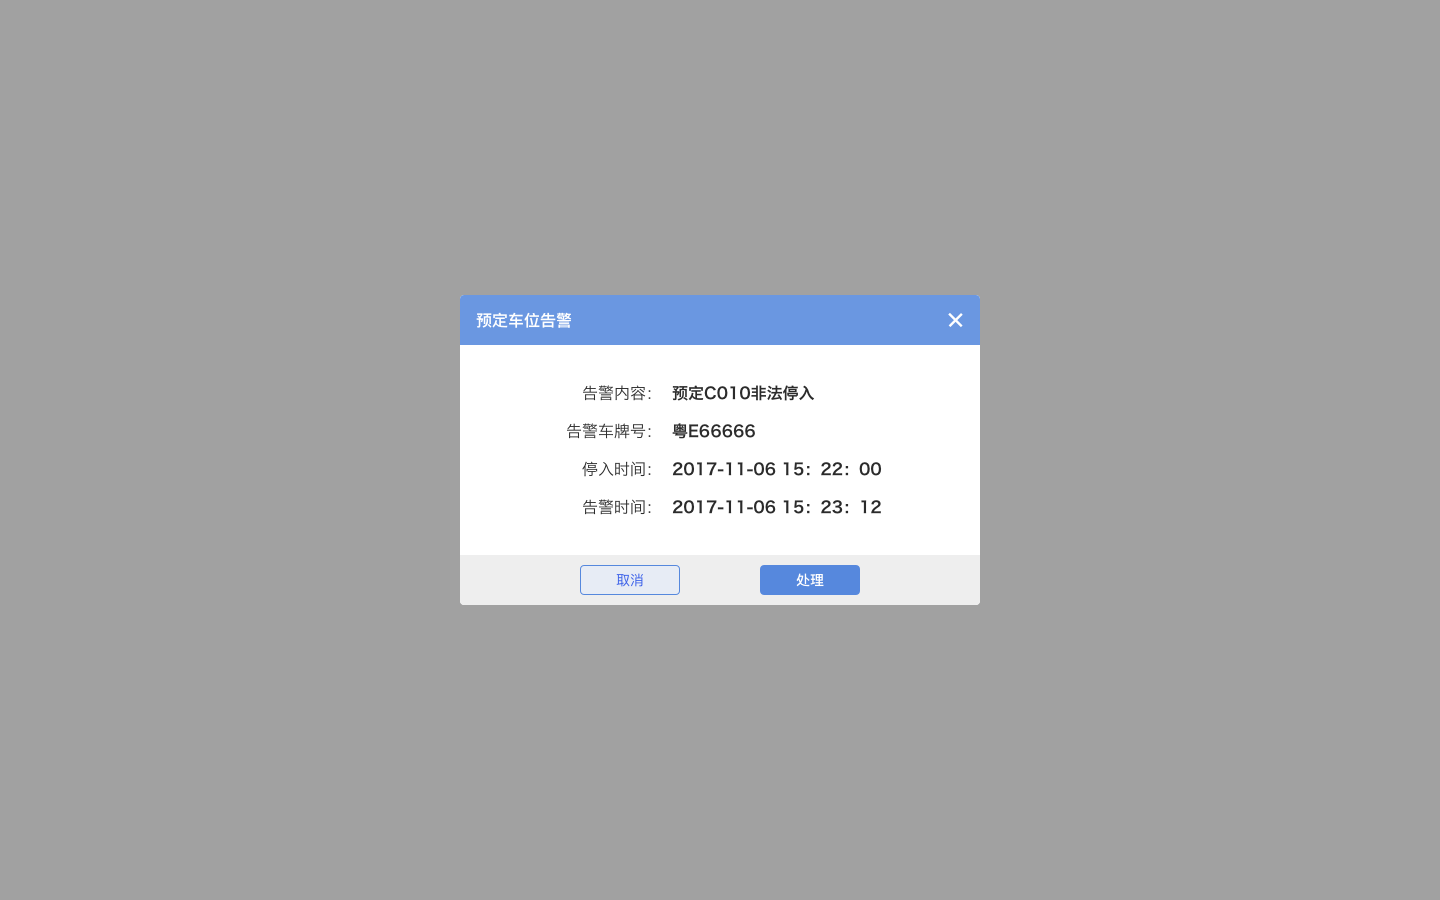 预定车位告警
告警内容： 预定C010非法停入
告警车牌号： 粤E66666
停入时间： 2017-11-06 15：22：00
告警时间： 2017-11-06 15：23：12
取消 处理